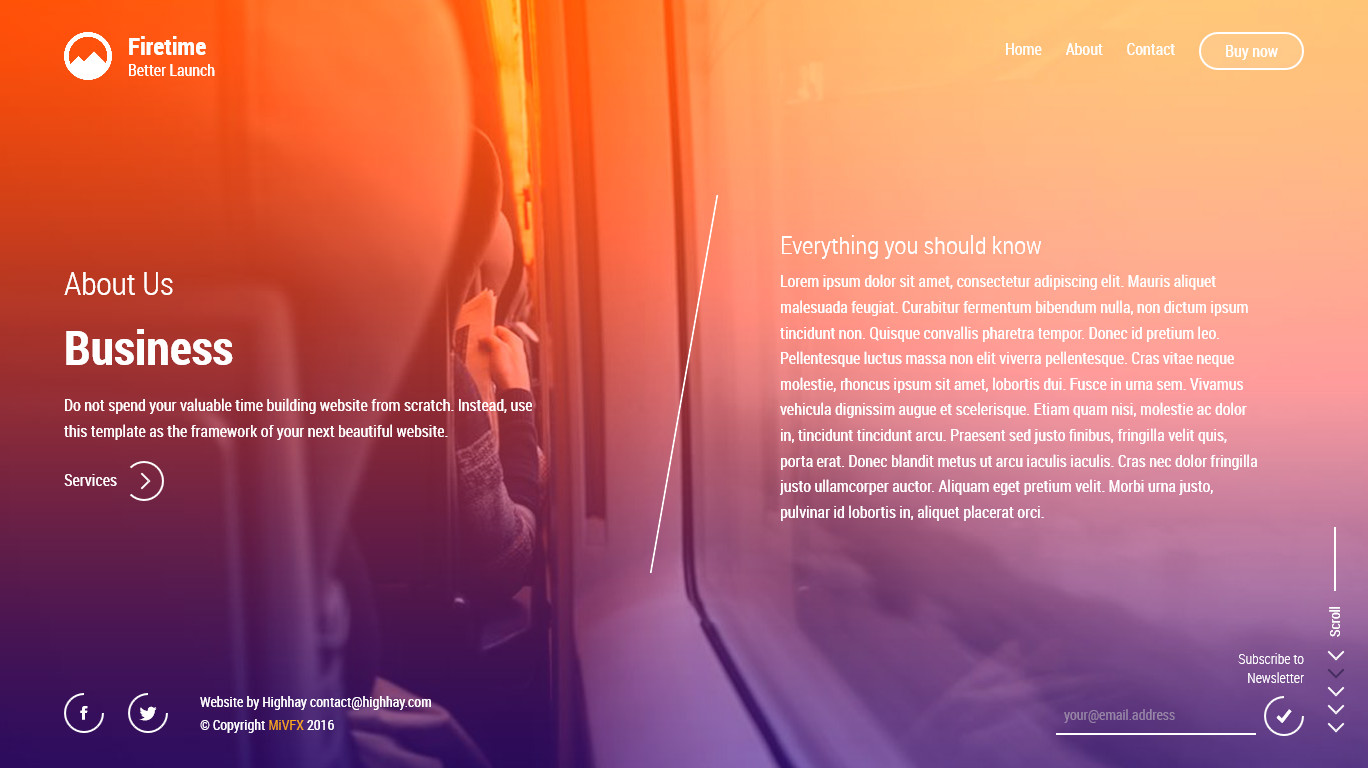 Firetime
Better Launch
Home
About
Contact
Buy now
About Us
Business
Do not spend your valuable time building website from scratch. Instead, use
this template as the framework of your next beautiful website.
Services
Everything you should know
Lorem ipsum dolor sit amet, consectetur adipiscing elit. Mauris aliquet
malesuada feugiat. Curabitur fermentum bibendum nulla, non dictum ipsum
tincidunt non. Quisque convallis pharetra tempor. Donec id pretium leo.
Pellentesque luctus massa non elit viverra pellentesque. Cras vitae neque
molestie, rhoncus ipsum sit amet, lobortis dui. Fusce in urna sem. Vivamus
vehicula dignissim augue et scelerisque. Etiam quam nisi, molestie ac dolor
in, tincidunt tincidunt arcu. Praesent sed justo finibus, fringilla velit quis,
porta erat. Donec blandit metus ut arcu iaculis iaculis. Cras nec dolor fringilla
justo ullamcorper auctor. Aliquam eget pretium velit. Morbi urna justo,
pulvinar id lobortis in, aliquet placerat orci.
Scroll
Subscribe to
Newsletter
your@email.address
Website by Highhay contact@highhay.com
© Copyright MiVFX 2016